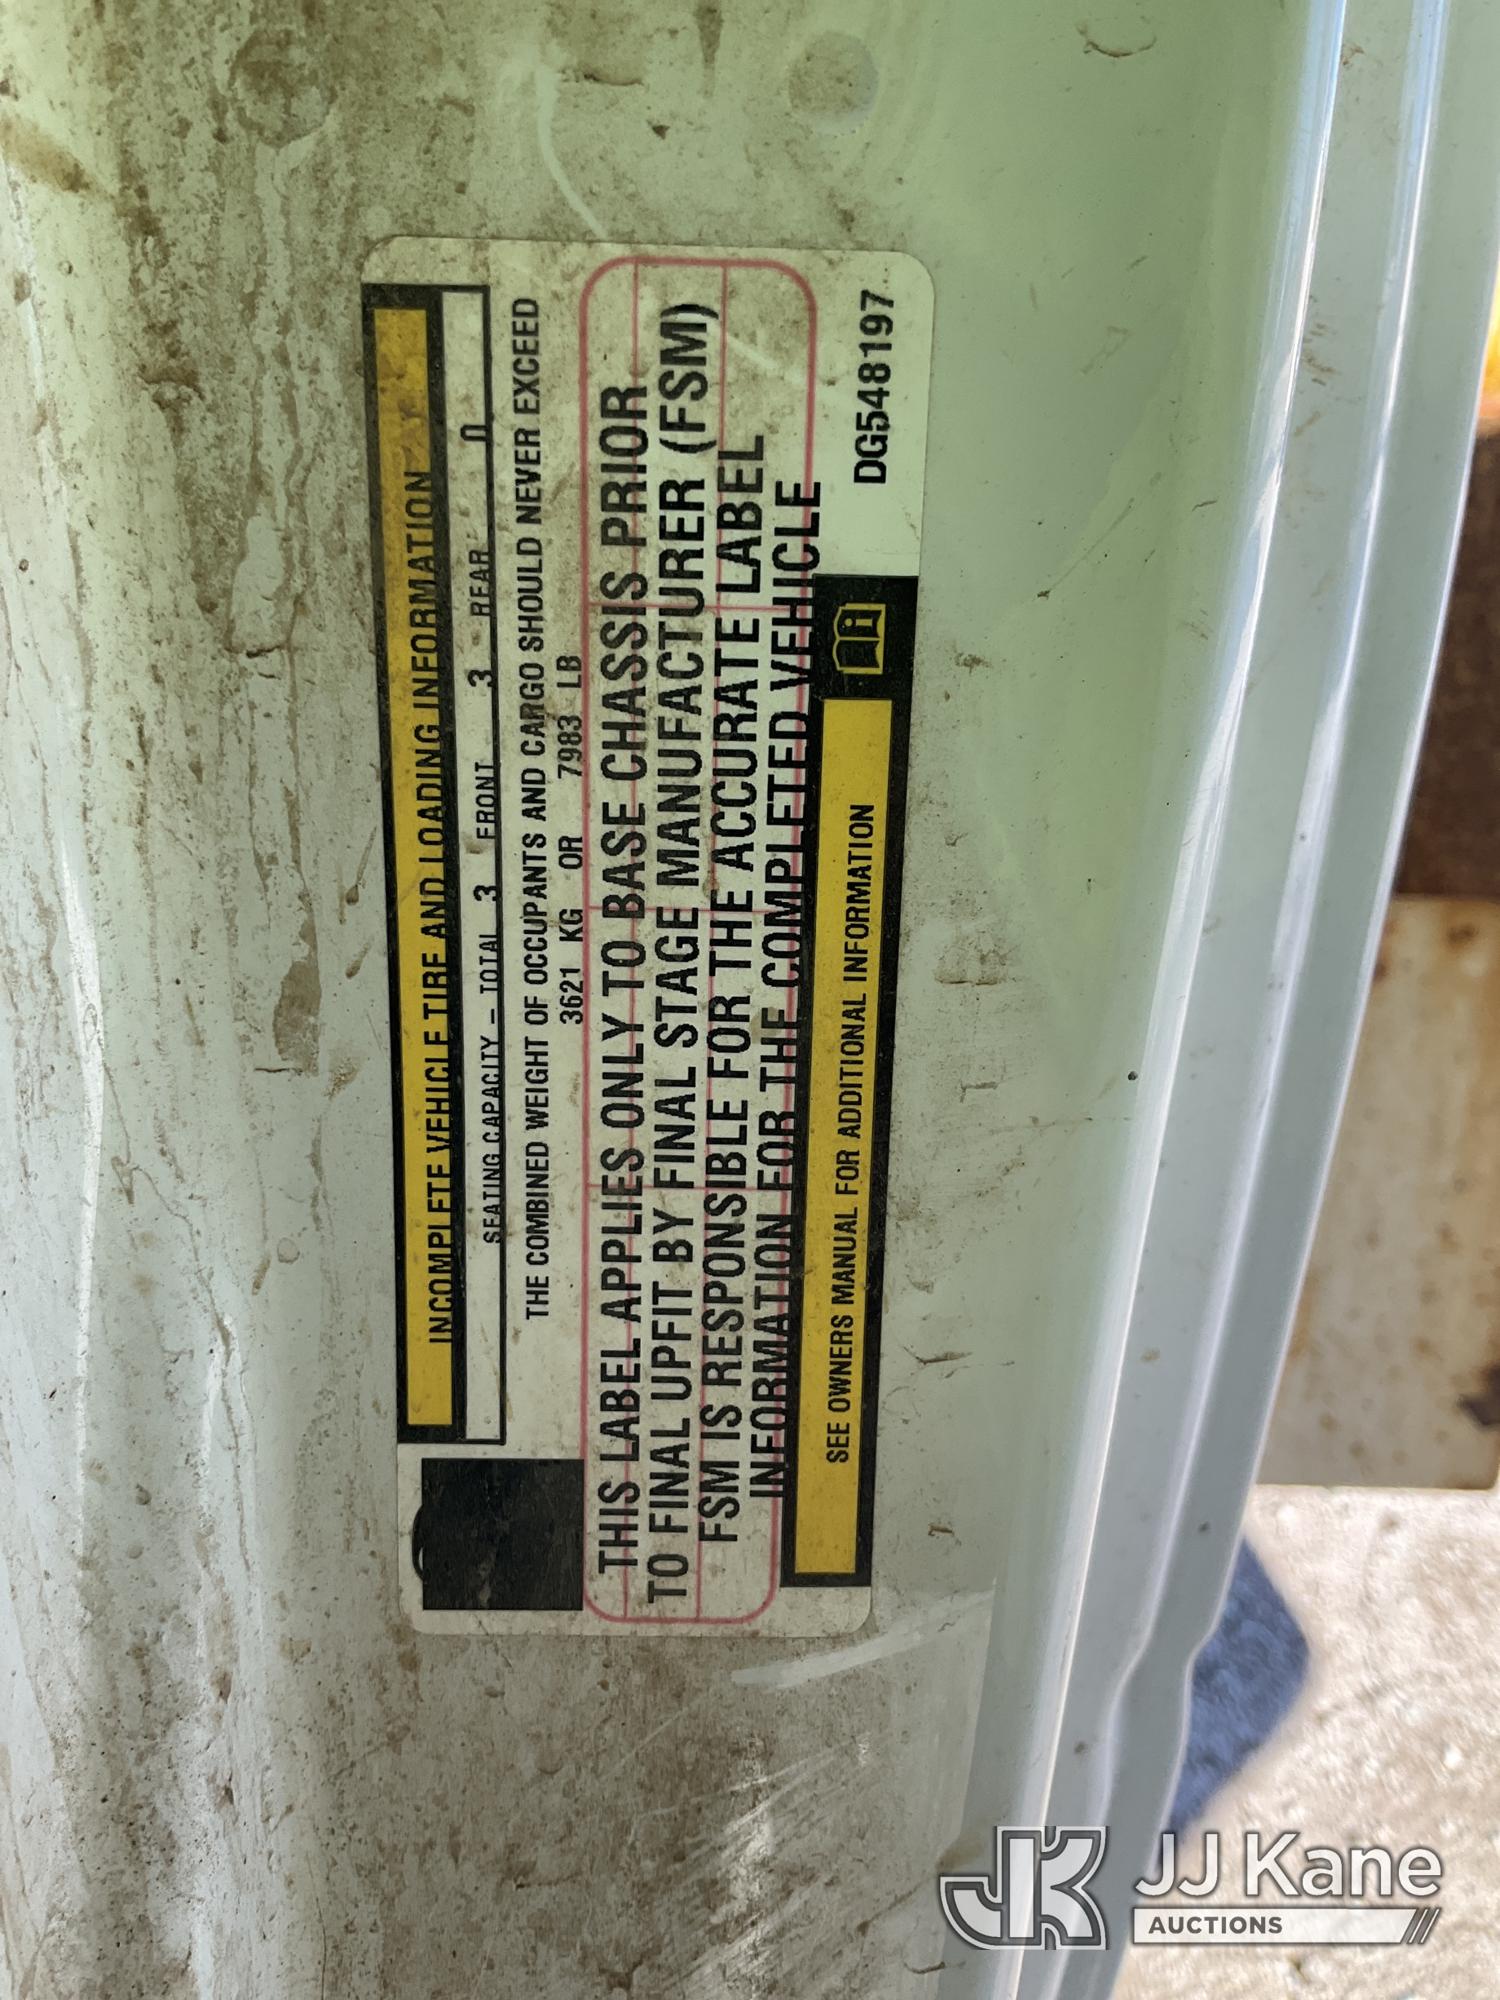 INCOMPLETE VEHICLE TIRE AND LOADING INFORMATION
SEATING CAPACITY - TOTAL 3 FRONT 3 REAR 0
THE COMBINED WEIGHT OF OCCUPANTS AND CARGO SHOULD NEVER EXCEED
3621 KG OR 7983 LB
THIS LABEL APPLIES ONLY TO BASE CHASSIS PRIOR
TO FINAL UPFIT BY FINAL STAGE MANUFACTURER (FSM)
FSM IS RESPONSIBLE FOR THE ACCURATE LABEL
INFORMATION FOR THE COMPLETED VEHICLE
SEE OWNERS MANUAL FOR ADDITIONAL INFORMATION
DG548197
JK JJ Kane
AUCTIONS